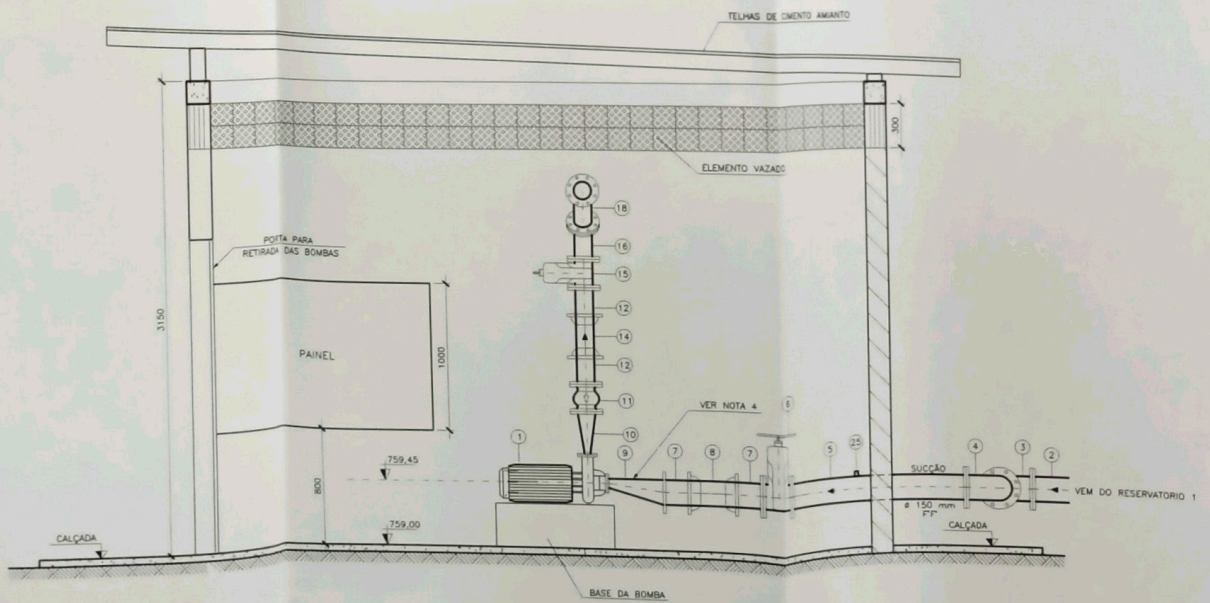 TELHAS DE CIMENTO AMIANTO
300
ELEMENTO VAZADO
18
16
15
12
14
12
11
10
PORTA PARA
RETIRADA DAS BOMBAS
3150
PAINEL
1000
800
VER NOTA 4
6
1
9
7
8
7
5
25
4
3
2
SUCÇÃO
ø 150 mm
FF
VEM DO RESERVATORIO 1
759,45
759,00
CALÇADA
CALÇADA
BASE DA BOMBA